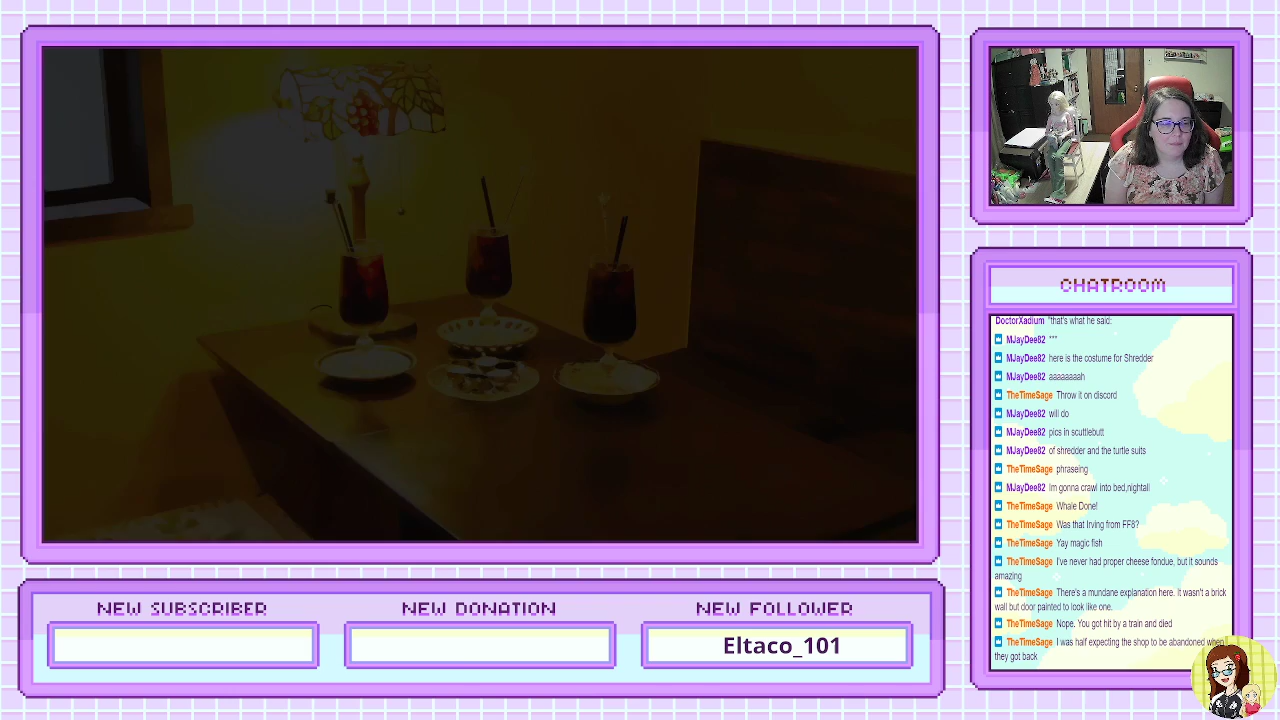 CHATROOM
DoctorXadium "that's what he said:
MJayDee82 """
MJayDee82 here is the costume for Shredder
MJayDee82 aaaaaaaah
TheTimeSage Throw it on discord
MJayDee82 will do
MJayDee82 pics in scuttlebutt
MJayDee82 of shredder and the turtle suits
TheTimeSage phraseing
MJayDee82 Im gonna crawl into bed,nightall
TheTimeSage Whale Done!
TheTimeSage Was that Irving from FF8?
TheTimeSage Yay magic fish
TheTimeSage I've never had proper cheese fondue, but it sounds
amazing
TheTimeSage There's a mundane explanation here. It wasn't a brick
wall but door painted to look like one.
TheTimeSage Nope. You got hit by a train and died
TheTimeSage I was half expecting the shop to be abandoned when
they got back
NEW SUBSCRIBER
NEW DONATION
NEW FOLLOWER
Eltaco_101